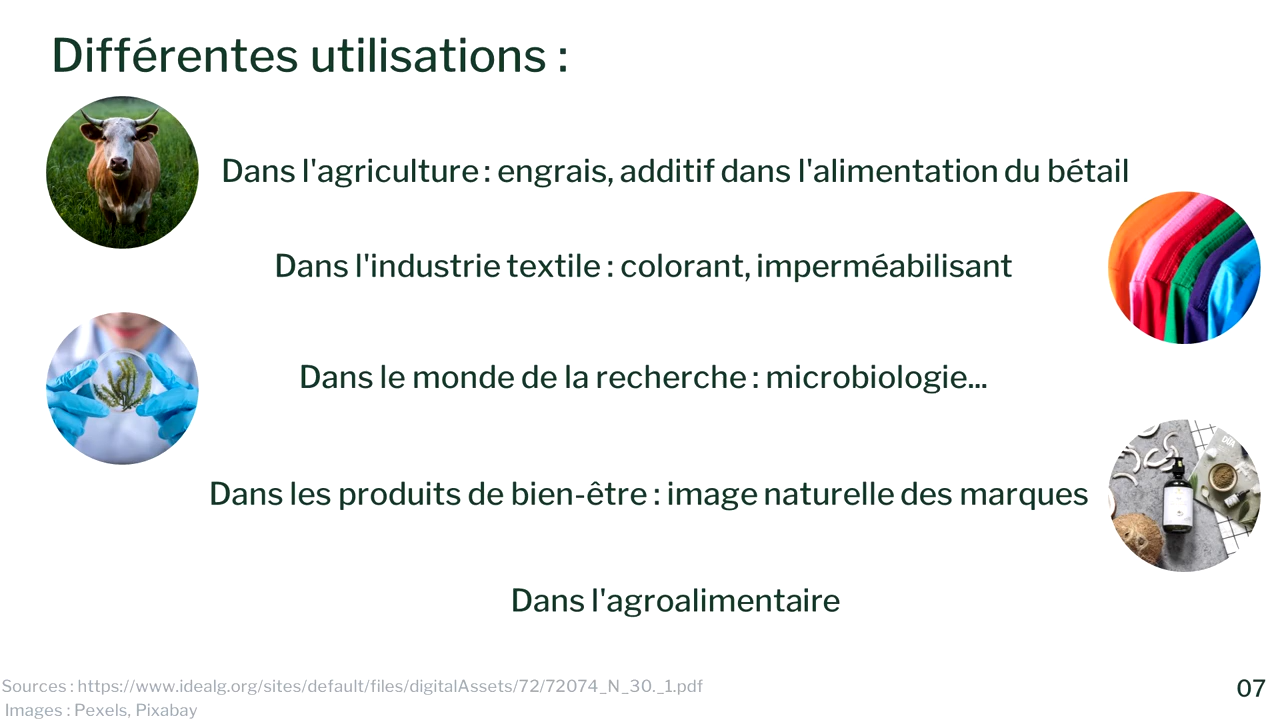 Différentes utilisations :
Dans l'agriculture : engrais, additif dans l'alimentation du bétail
Dans l'industrie textile : colorant, imperméabilisant
Dans le monde de la recherche : microbiologie...
Dans les produits de bien-être : image naturelle des marques
Dans l'agroalimentaire
Sources : https://www.idealg.org/sites/default/files/digitalAssets/72/72074_N_30._1.pdf
Images : Pexels, Pixabay
07